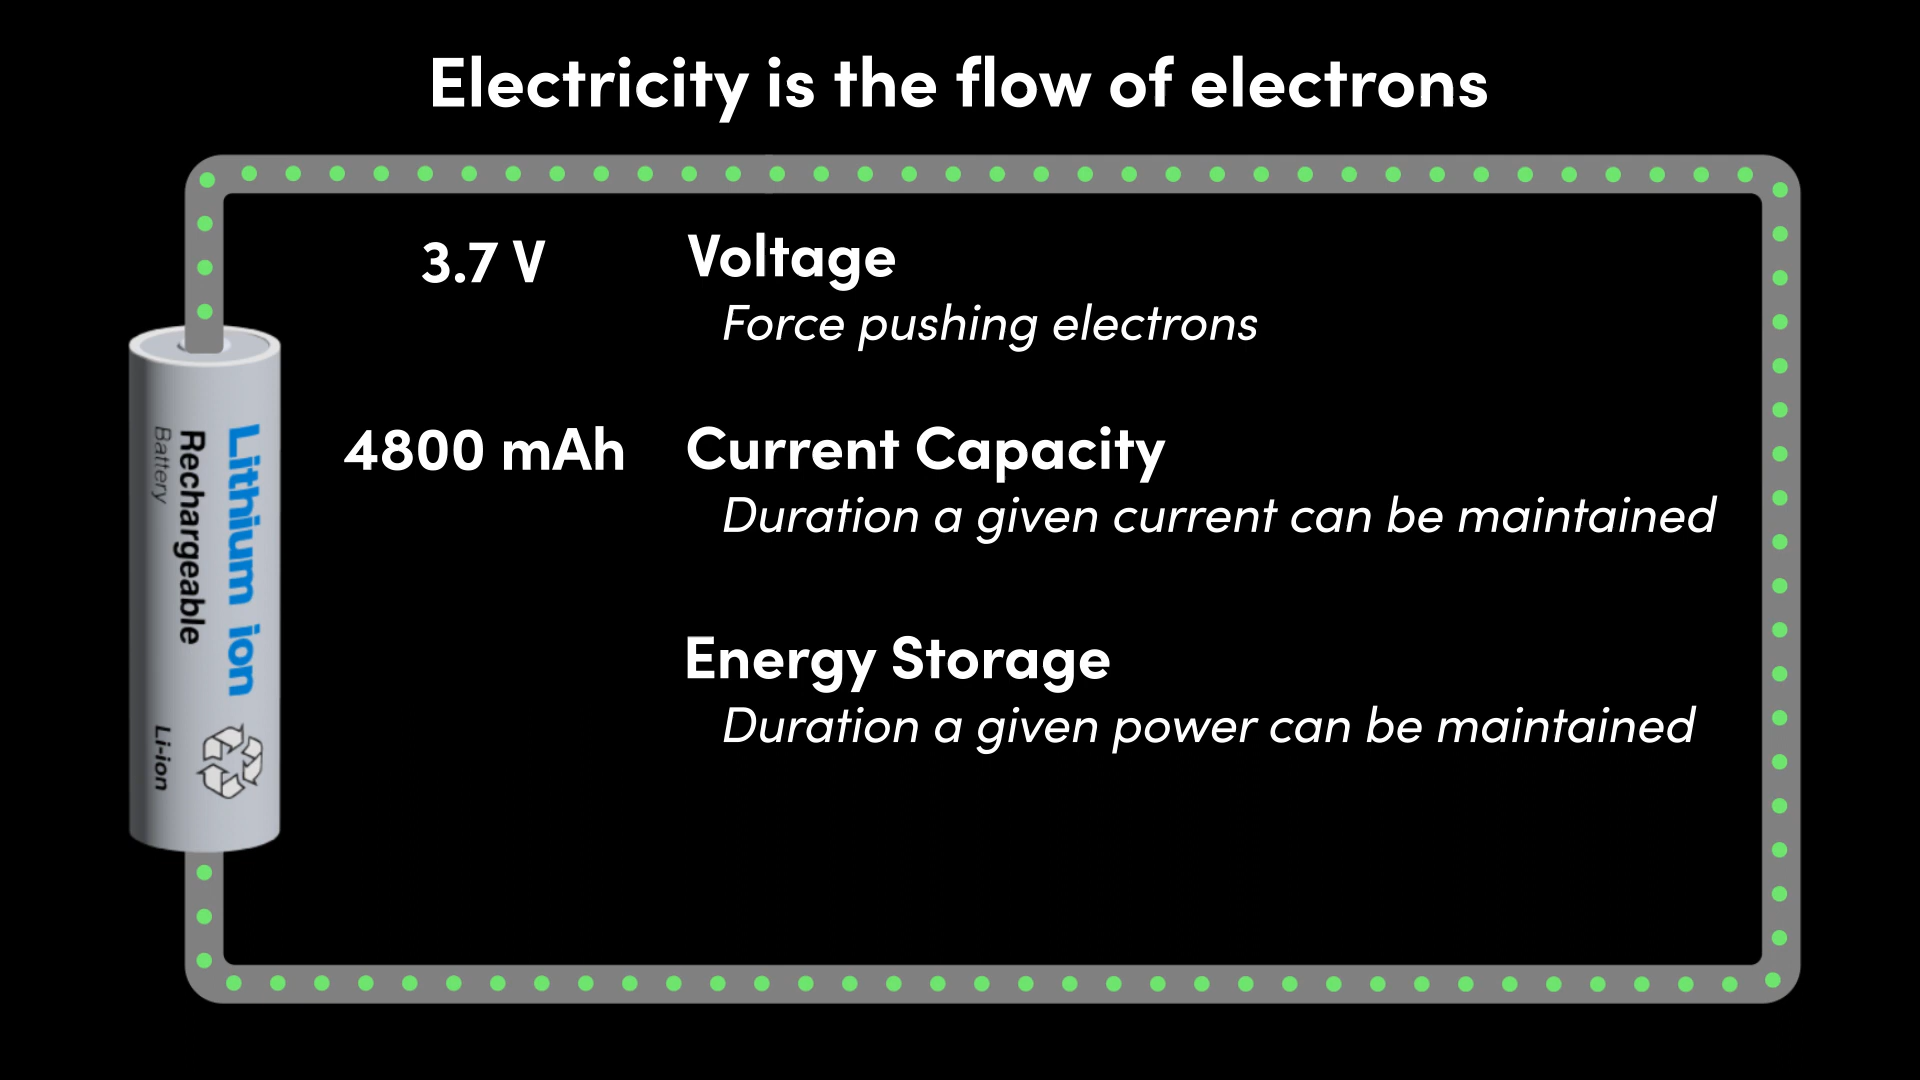 Electricity is the flow of electrons
3.7 V
Voltage
Force pushing electrons
4800 mAh
Current Capacity
Duration a given current can be maintained
Energy Storage
Duration a given power can be maintained
Lithium ion
Rechargeable
Battery
Li-ion